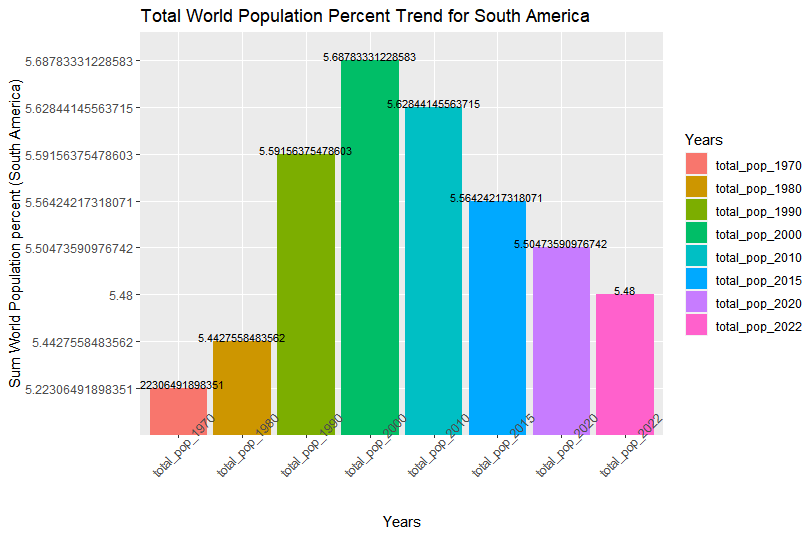 Total World Population Percent Trend for South America
Sum World Population percent (South America)
5.68783331228583
5.62844145563715
5.59156375478603
5.56424217318071
5.50473590976742
5.48
5.4427558483562
5.22306491898351
22306491898351
5.4427558483562
5.59156375478603
5.68783331228583
5.62844145563715
5.56424217318071
5.50473590976742
5.48
total_pop_1970
total_pop_1980
total_pop_1990
total_pop_2000
total_pop_2010
total_pop_2015
total_pop_2020
total_pop_2022
Years
Years
total_pop_1970
total_pop_1980
total_pop_1990
total_pop_2000
total_pop_2010
total_pop_2015
total_pop_2020
total_pop_2022